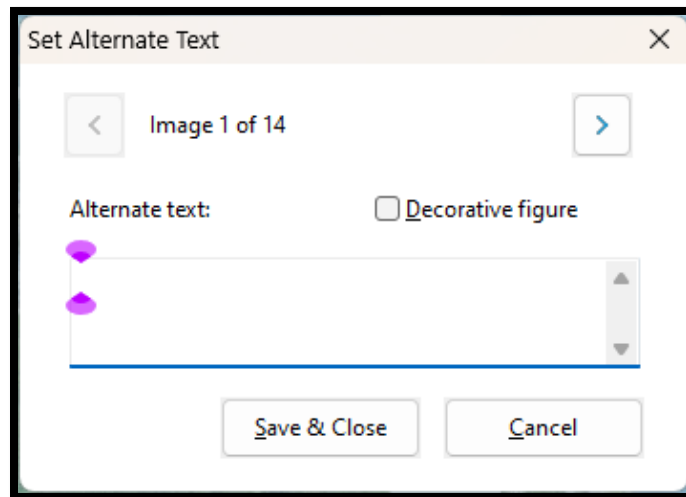 Set Alternate Text
Image 1 of 14
Alternate text:
Decorative figure
Save & Close
Cancel